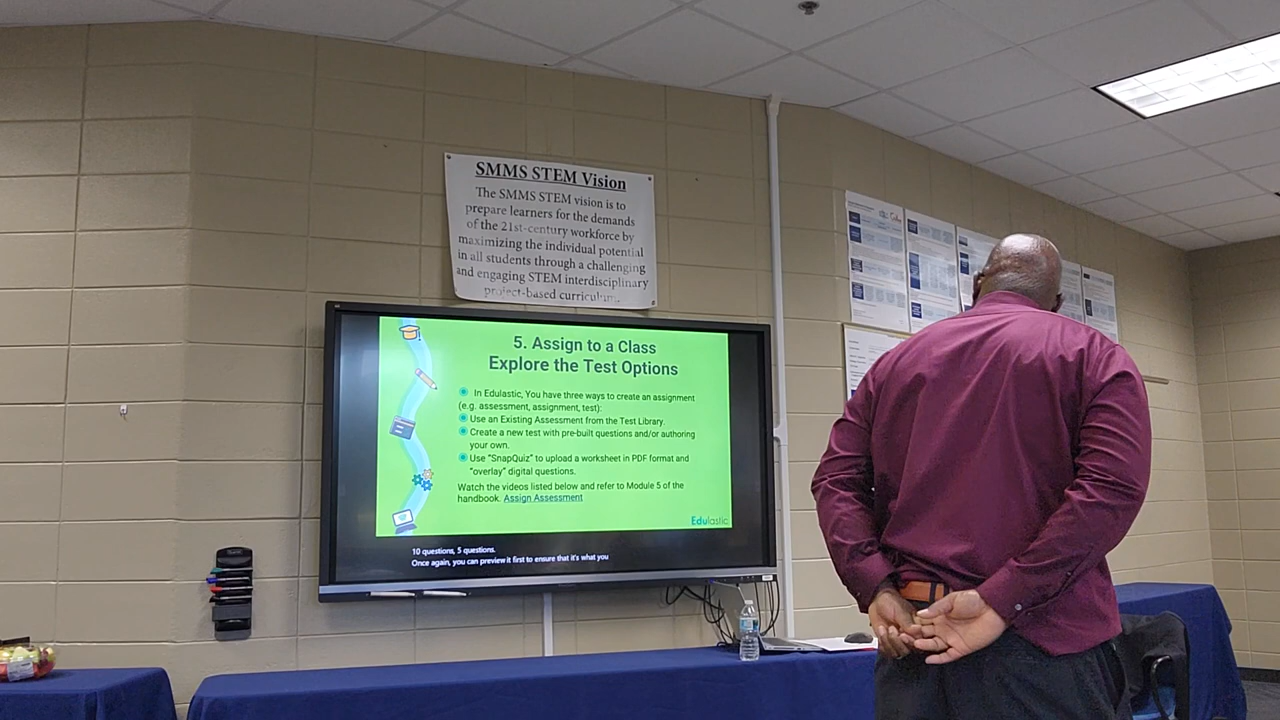 SMMS STEM Vision
The SMMS STEM vision is to
prepare learners for the demands
of the 21st-century workforce by
maximizing the individual potential
in all students through a challenging
and engaging STEM interdisciplinary
project-based curriculum.
5. Assign to a Class
Explore the Test Options
In Edulastic, You have three ways to create an assignment
(e.g. assessment, assignment, test):
Use an Existing Assessment from the Test Library.
Create a new test with pre-built questions and/or authoring
your own.
Use “SnapQuiz” to upload a worksheet in PDF format and
“overlay” digital questions.
Watch the videos listed below and refer to Module 5 of the
handbook. Assign Assessment
Edulastic
10 questions, 5 questions.
Once again, you can preview it first to ensure that it's what you